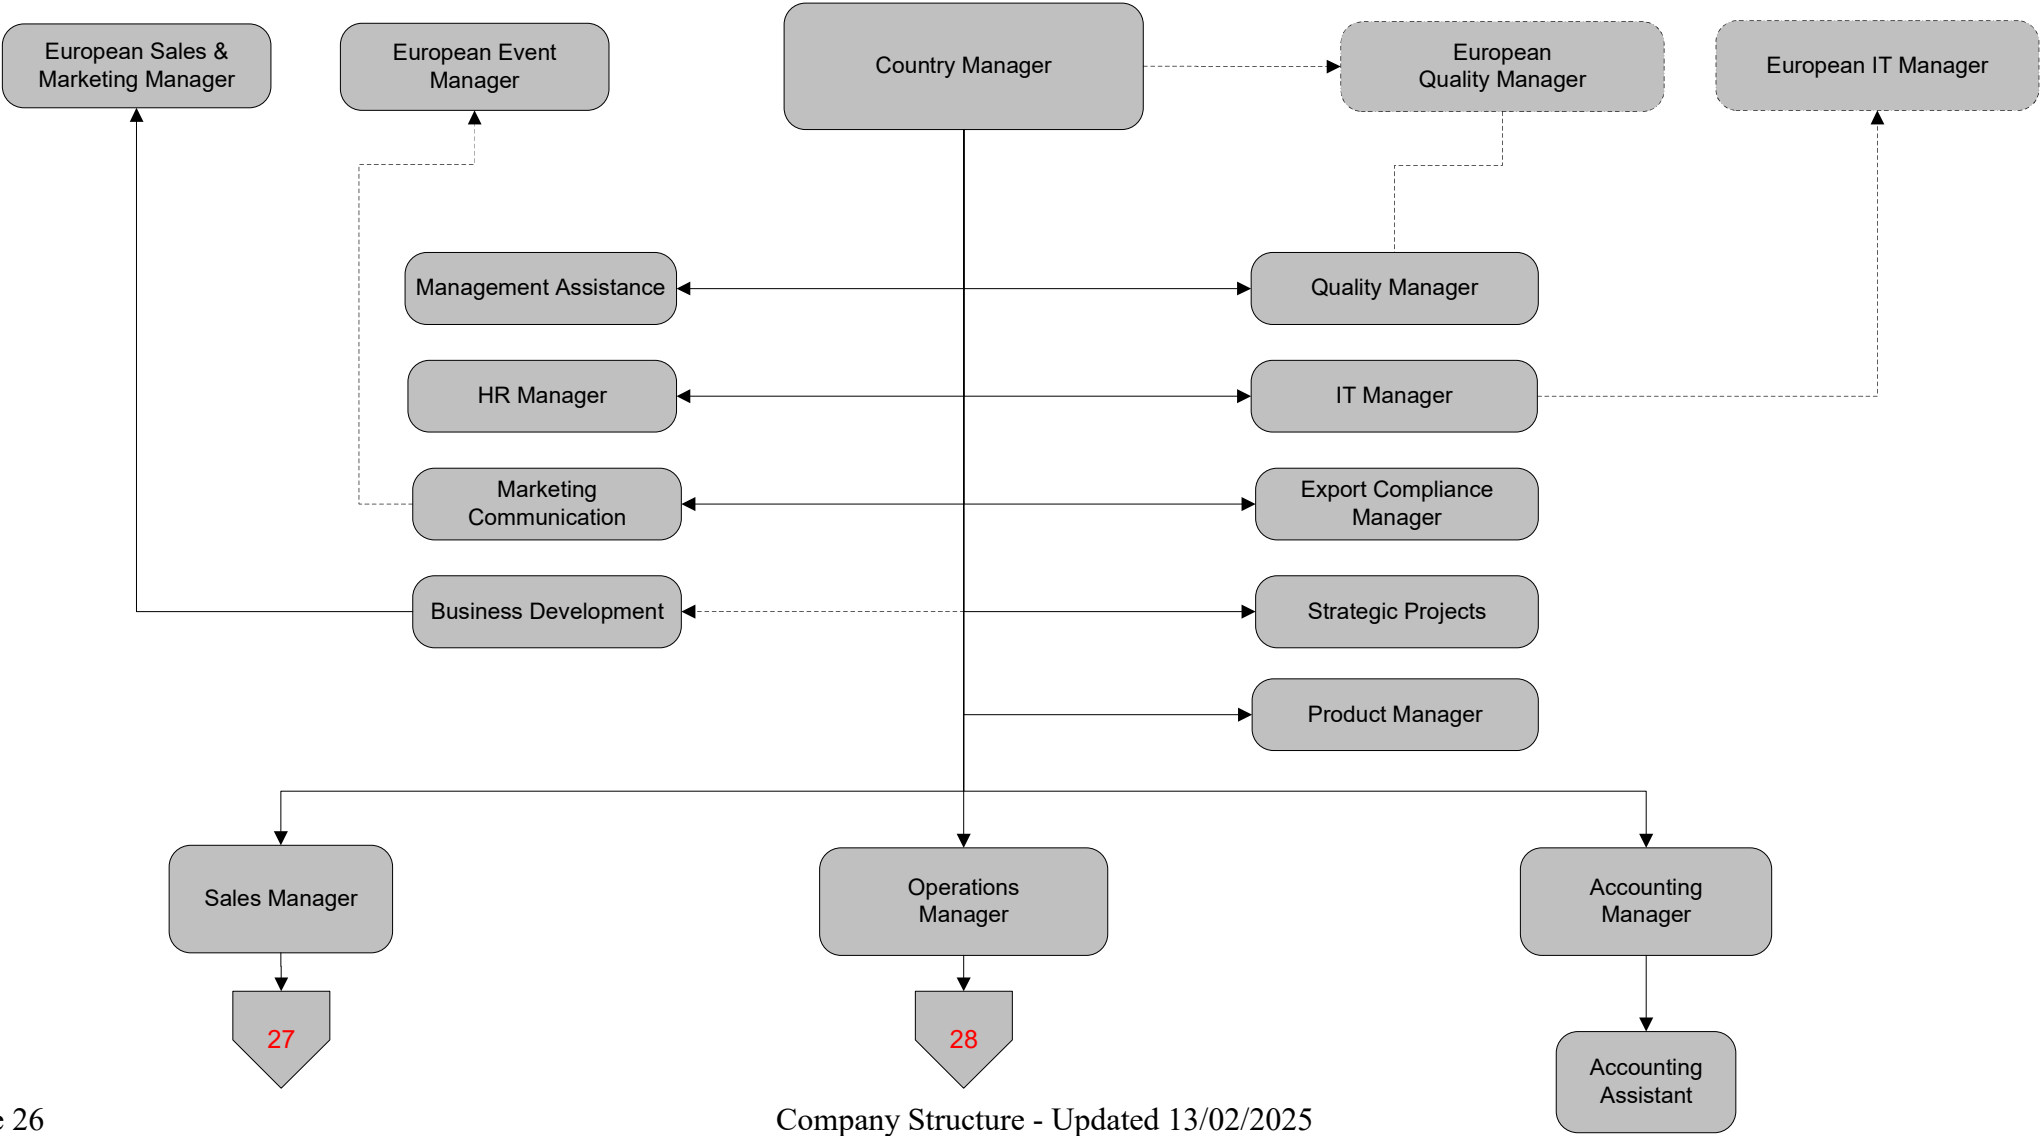 European Sales &
Marketing Manager
European Event
Manager
Country Manager
European
Quality Manager
European IT Manager
Management Assistance
Quality Manager
HR Manager
IT Manager
Marketing
Communication
Export Compliance
Manager
Business Development
Strategic Projects
Product Manager
Sales Manager
Operations
Manager
Accounting
Manager
27
28
Accounting
Assistant
26
Company Structure - Updated 13/02/2025